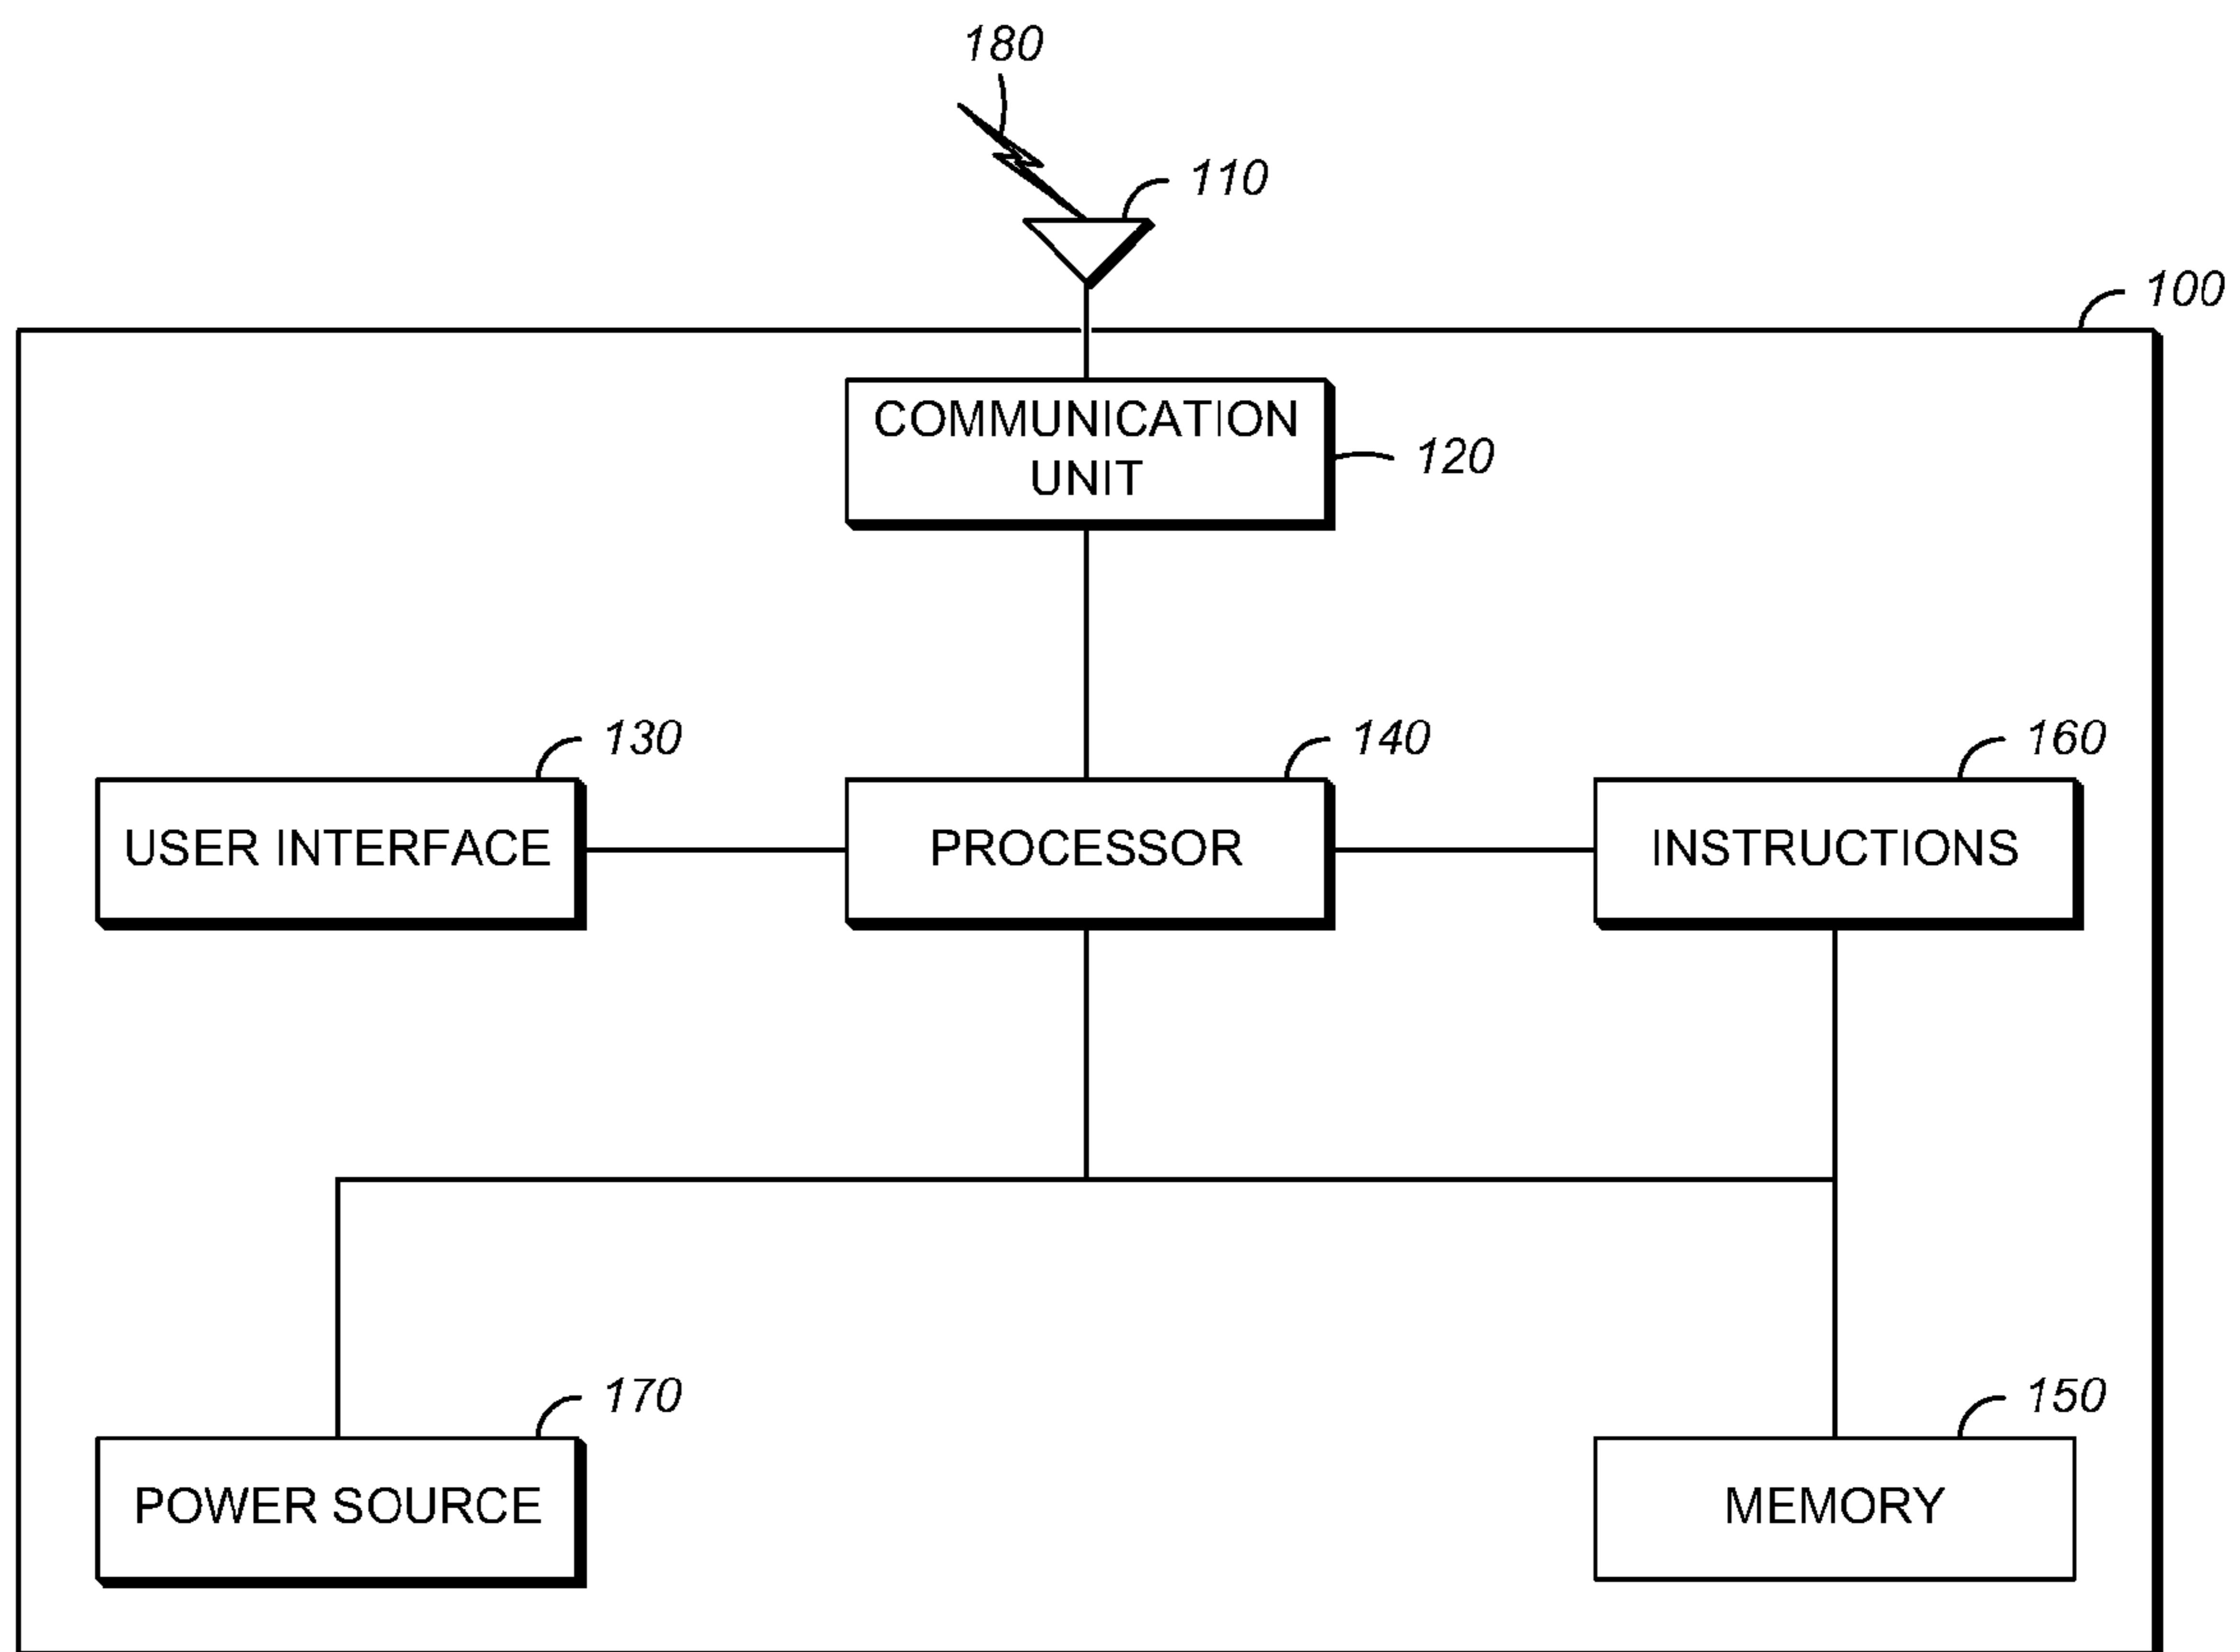 180
110
100
COMMUNICATION
UNIT
120
130
140
160
USER INTERFACE
PROCESSOR
INSTRUCTIONS
170
150
POWER SOURCE
MEMORY